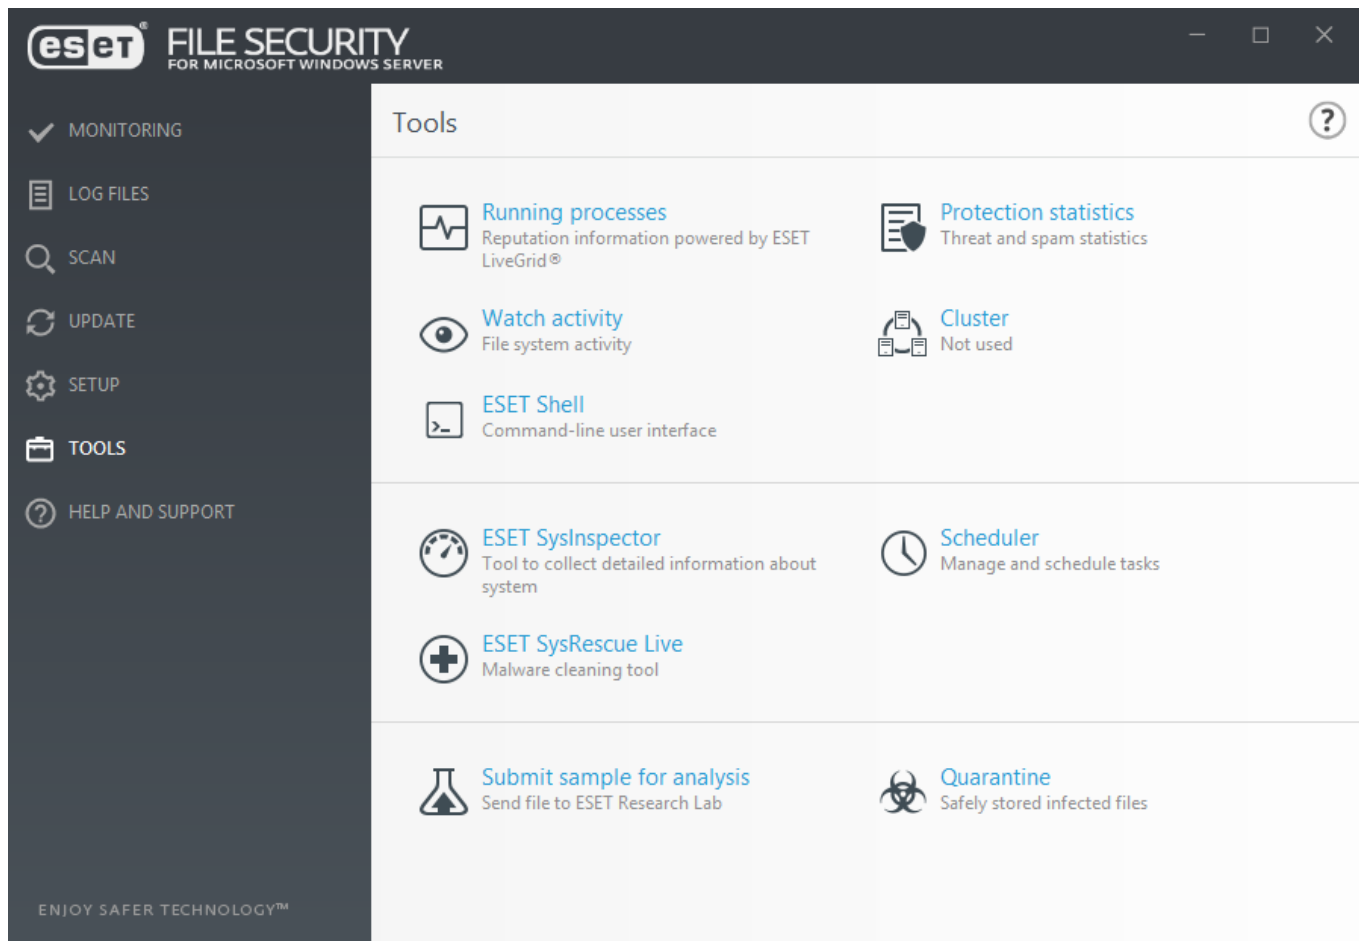 eseT®
FILE SECURITY
FOR MICROSOFT WINDOWS SERVER
MONITORING
LOG FILES
SCAN
UPDATE
SETUP
TOOLS
HELP AND SUPPORT
ENJOY SAFER TECHNOLOGY™
Tools
?
Running processes
Reputation information powered by ESET
LiveGrid®
Protection statistics
Threat and spam statistics
Watch activity
File system activity
Cluster
Not used
ESET Shell
Command-line user interface
ESET SysInspector
Tool to collect detailed information about
system
Scheduler
Manage and schedule tasks
ESET SysRescue Live
Malware cleaning tool
Submit sample for analysis
Send file to ESET Research Lab
Quarantine
Safely stored infected files